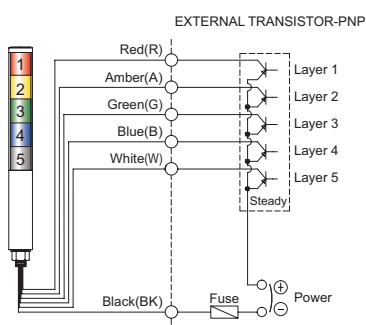 EXTERNAL TRANSISTOR-PNP
Red(R)
Amber(A)
Green(G)
Blue(B)
White(W)
Black(BK)
1
2
3
4
5
Layer 1
Layer 2
Layer 3
Layer 4
Layer 5
Steady
Fuse
+
Power
-